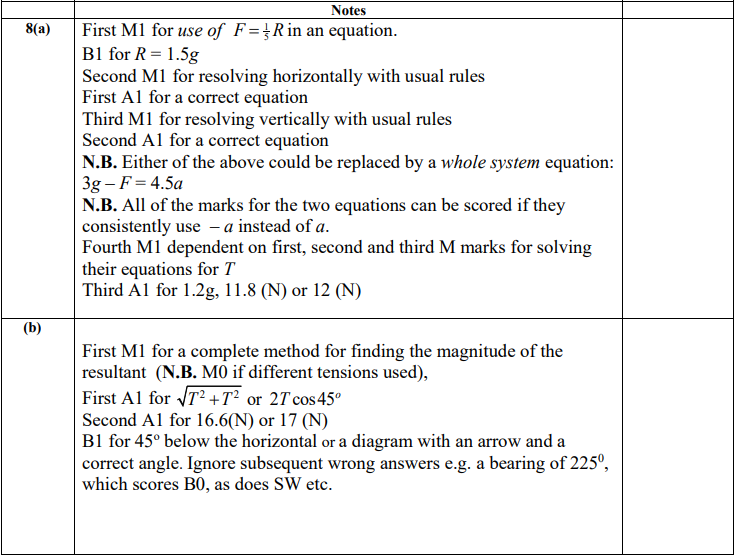 Notes
8(a)
First M1 for use of F = 1/5 R in an equation.
B1 for R = 1.5g
Second M1 for resolving horizontally with usual rules
First A1 for a correct equation
Third M1 for resolving vertically with usual rules
Second A1 for a correct equation
N.B. Either of the above could be replaced by a whole system equation:
3g – F = 4.5a
N.B. All of the marks for the two equations can be scored if they
consistently use – a instead of a.
Fourth M1 dependent on first, second and third M marks for solving
their equations for T
Third A1 for 1.2g, 11.8 (N) or 12 (N)
(b)
First M1 for a complete method for finding the magnitude of the
resultant (N.B. M0 if different tensions used),
First A1 for √(T² + T²) or 2T cos 45°
Second A1 for 16.6(N) or 17 (N)
B1 for 45° below the horizontal or a diagram with an arrow and a
correct angle. Ignore subsequent wrong answers e.g. a bearing of 225⁰,
which scores B0, as does SW etc.